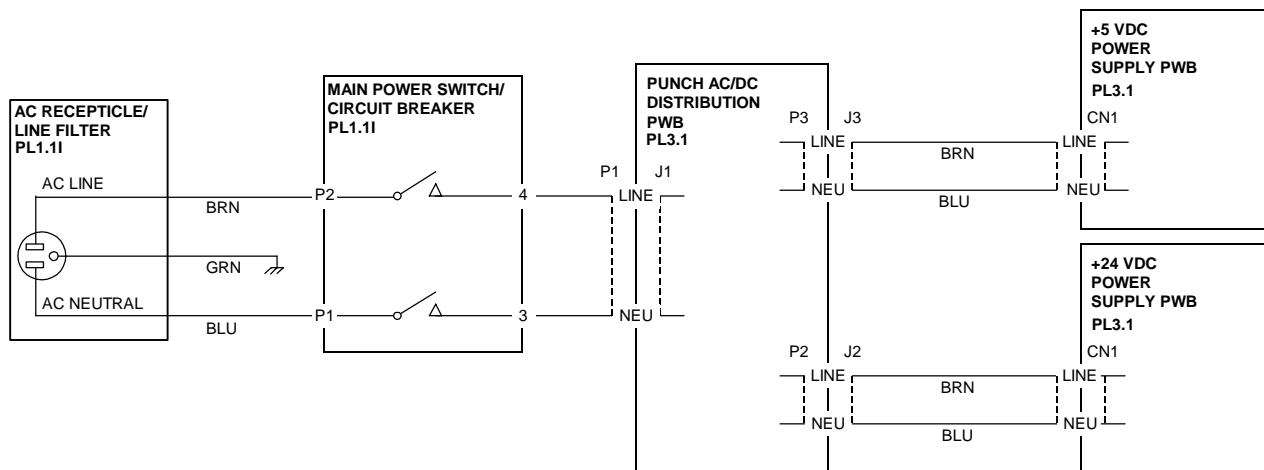 AC RECEPTICLE/
LINE FILTER
PL1.1I
AC LINE
AC NEUTRAL
BRN
GRN
BLU
MAIN POWER SWITCH/
CIRCUIT BREAKER
PL1.1I
P2
4
P1
3
PUNCH AC/DC
DISTRIBUTION
PWB
PL3.1
P1 J1
LINE
NEU
P3 J3
LINE
NEU
BRN
BLU
P2 J2
LINE
NEU
BRN
BLU
+5 VDC
POWER
SUPPLY PWB
PL3.1
CN1
LINE
NEU
+24 VDC
POWER
SUPPLY PWB
PL3.1
CN1
LINE
NEU